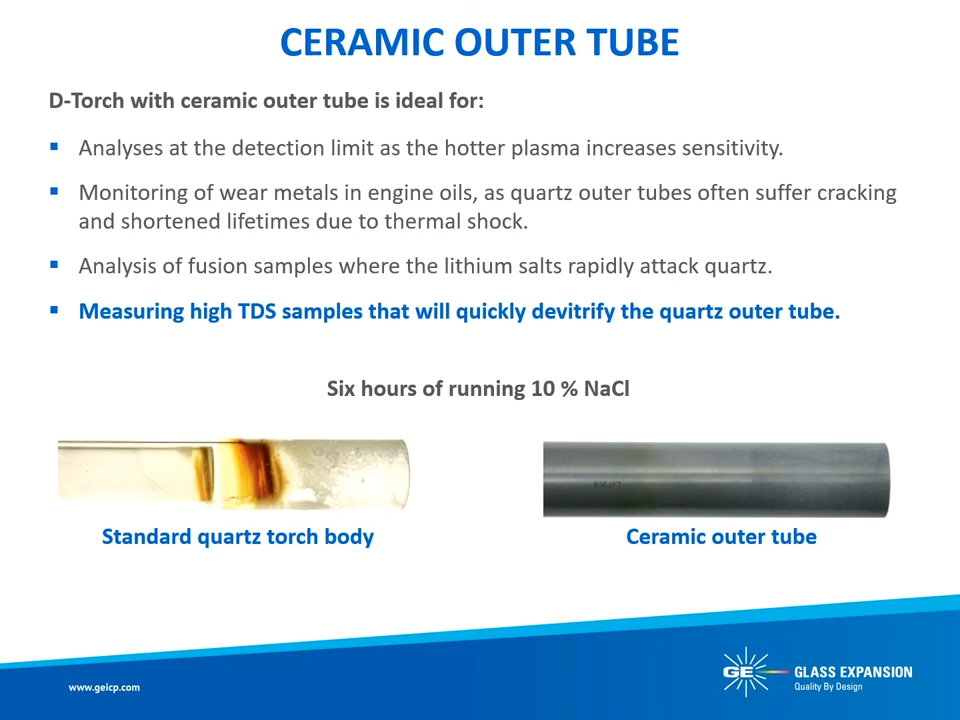 CERAMIC OUTER TUBE
D-Torch with ceramic outer tube is ideal for:
▪ Analyses at the detection limit as the hotter plasma increases sensitivity.
▪ Monitoring of wear metals in engine oils, as quartz outer tubes often suffer cracking
and shortened lifetimes due to thermal shock.
▪ Analysis of fusion samples where the lithium salts rapidly attack quartz.
▪ Measuring high TDS samples that will quickly devitrify the quartz outer tube.
Six hours of running 10 % NaCl
Standard quartz torch body
Ceramic outer tube
www.geicp.com
GE
GLASS EXPANSION
Quality By Design